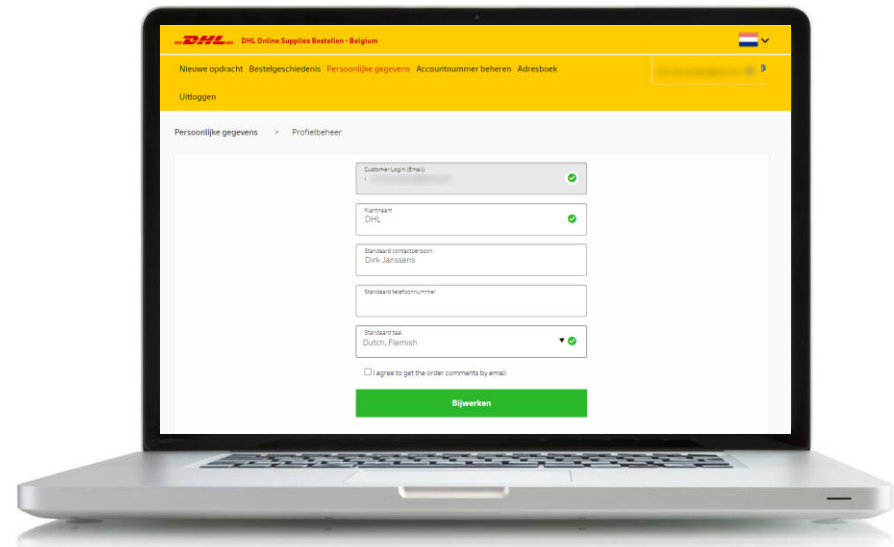 DHL DHL Online Supplies Bestellen - Belgium
Nieuwe opdracht Bestelgeschiedenis Persoonlijke gegevens Accountnummer beheren Adresboek
Uitloggen
Persoonlijke gegevens > Profielbeheer
Customer Login (Email)
Klantnaam
DHL
Standaard contactpersoon
Dirk Janssens
Standaard telefoonnummer
Standaard taal
Dutch, Flemish
I agree to get the order comments by email
Bijwerken